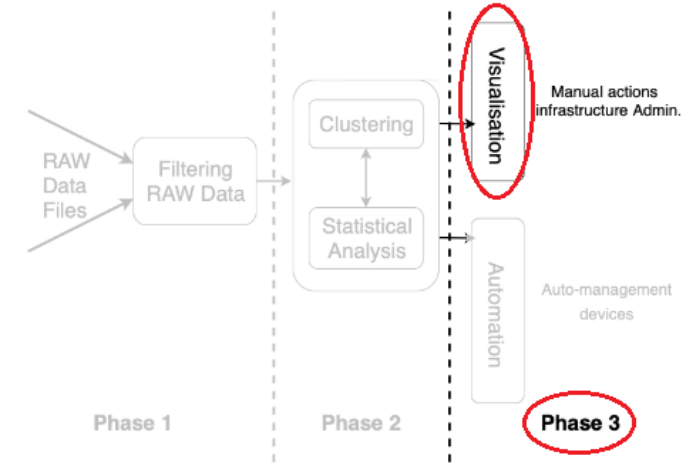 RAW
Data
Files
Filtering
RAW Data
Clustering
Statistical
Analysis
Visualisation
Manual actions
infrastructure Admin.
Automation
Auto-management
devices
Phase 1
Phase 2
Phase 3